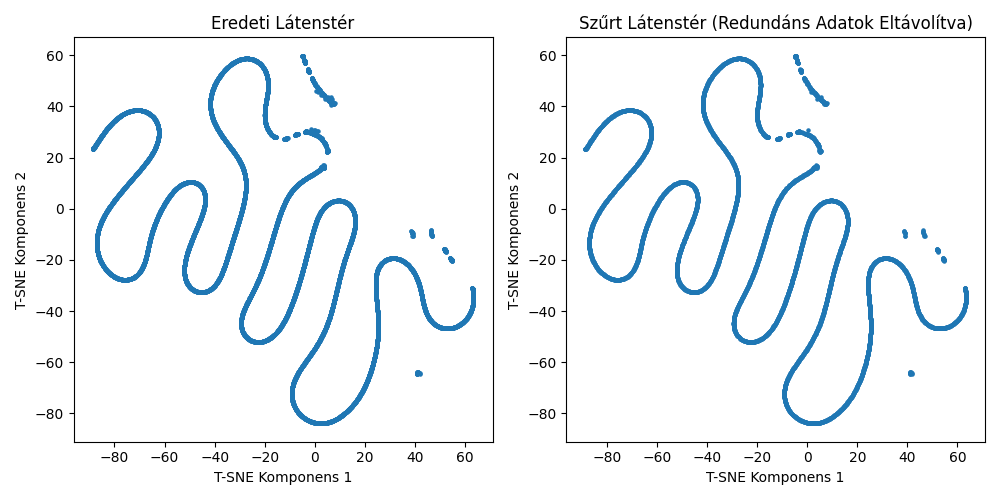 Eredeti Látenstér
60
40
20
0
−20
−40
−60
−80
T-SNE Komponens 2
−80 −60 −40 −20 0 20 40 60
T-SNE Komponens 1
Szűrt Látenstér (Redundáns Adatok Eltávolítva)
60
40
20
0
−20
−40
−60
−80
T-SNE Komponens 2
−80 −60 −40 −20 0 20 40 60
T-SNE Komponens 1